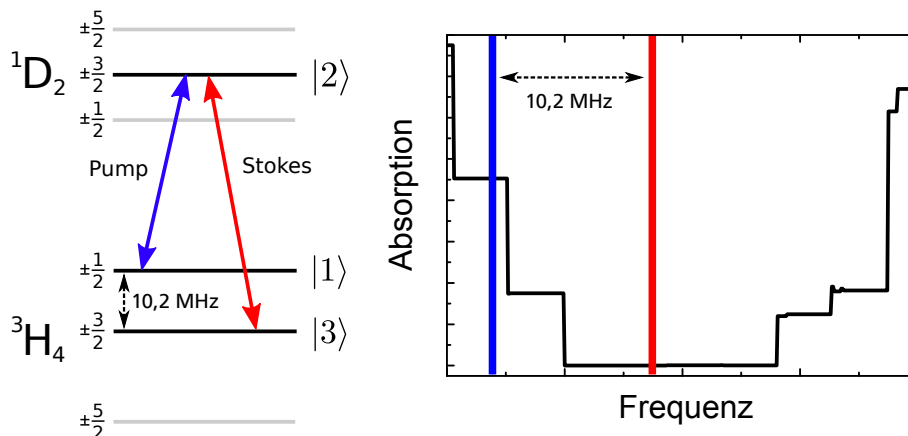 ±5/2
¹D₂
±3/2
|2⟩
±1/2
Pump
Stokes
±1/2
|1⟩
10,2 MHz
³H₄
±3/2
|3⟩
±5/2
10,2 MHz
Absorption
Frequenz